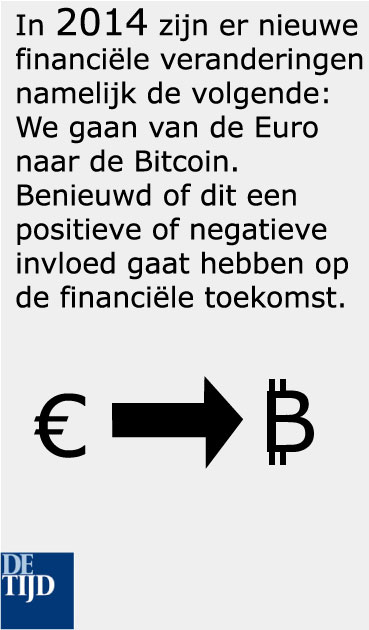 In 2014 zijn er nieuwe
financiële veranderingen
namelijk de volgende:
We gaan van de Euro
naar de Bitcoin.
Benieuwd of dit een
positieve of negatieve
invloed gaat hebben op
de financiële toekomst.
€ ₿
DE
TIJD